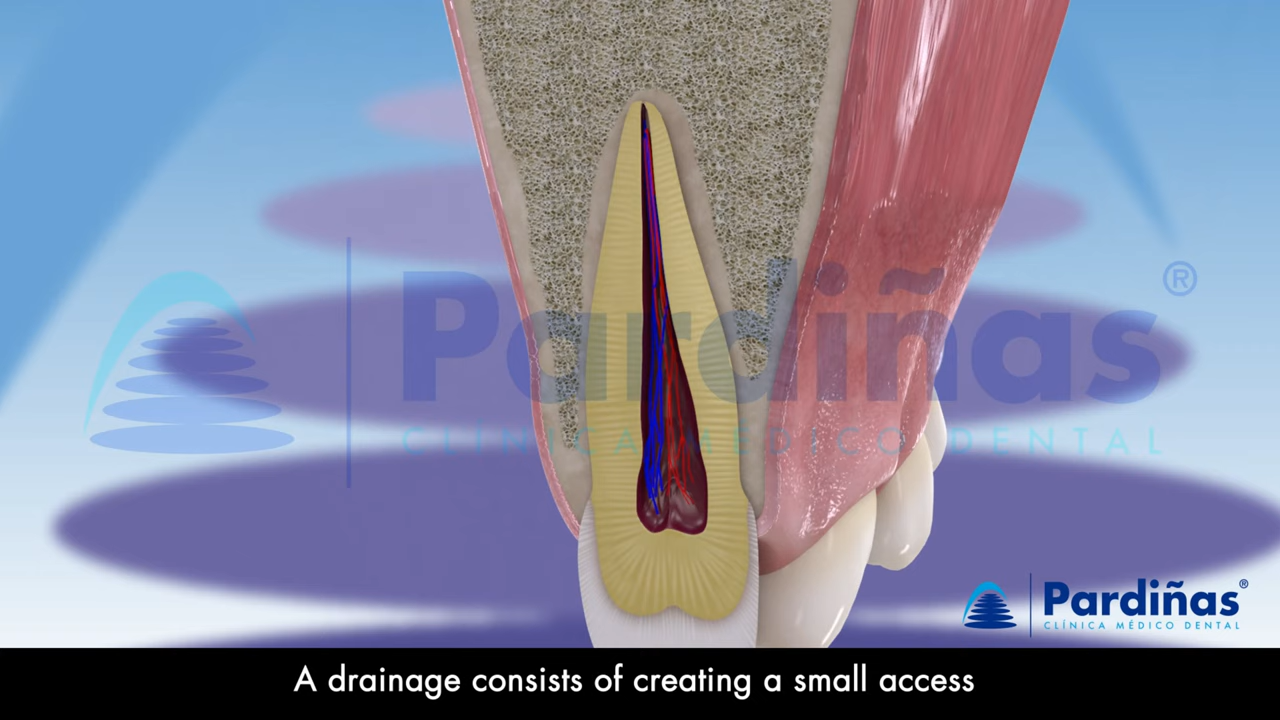 Pardiñas®
CLÍNICA MÉDICO DENTAL
Pardiñas®
CLÍNICA MÉDICO DENTAL
A drainage consists of creating a small access